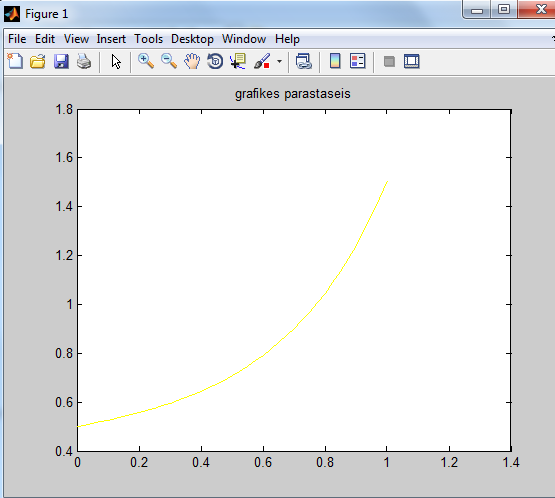 Figure 1
File Edit View Insert Tools Desktop Window Help
grafikes parastaseis
1.8
1.6
1.4
1.2
1
0.8
0.6
0.4
0 0.2 0.4 0.6 0.8 1 1.2 1.4